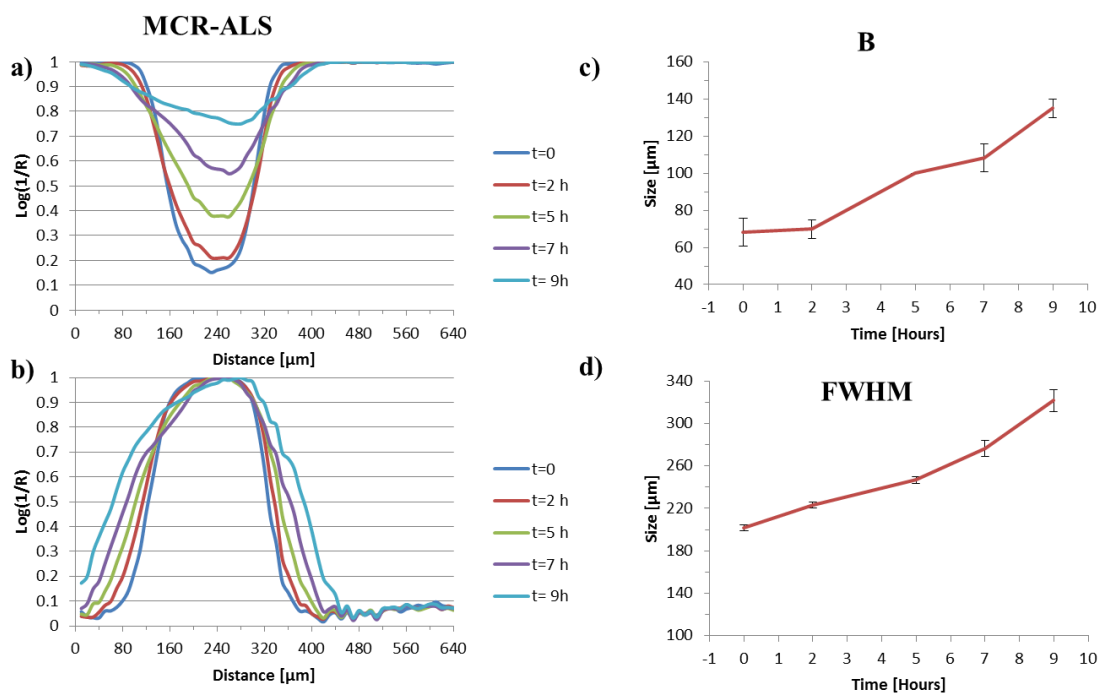 MCR-ALS
a)
1
0.9
0.8
0.7
0.6
0.5
0.4
0.3
0.2
0.1
0
Log(1/R)
0 80 160 240 320 400 480 560 640
Distance [µm]
t=0
t=2 h
t=5 h
t=7 h
t= 9h
b)
1
0.9
0.8
0.7
0.6
0.5
0.4
0.3
0.2
0.1
0
Log(1/R)
0 80 160 240 320 400 480 560 640
Distance [µm]
t=0
t=2 h
t=5 h
t=7 h
t= 9h
B
c)
160
140
120
100
80
60
40
Size [µm]
-1 0 1 2 3 4 5 6 7 8 9 10
Time [Hours]
d)
FWHM
340
300
260
220
180
140
100
Size [µm]
-1 0 1 2 3 4 5 6 7 8 9 10
Time [Hours]